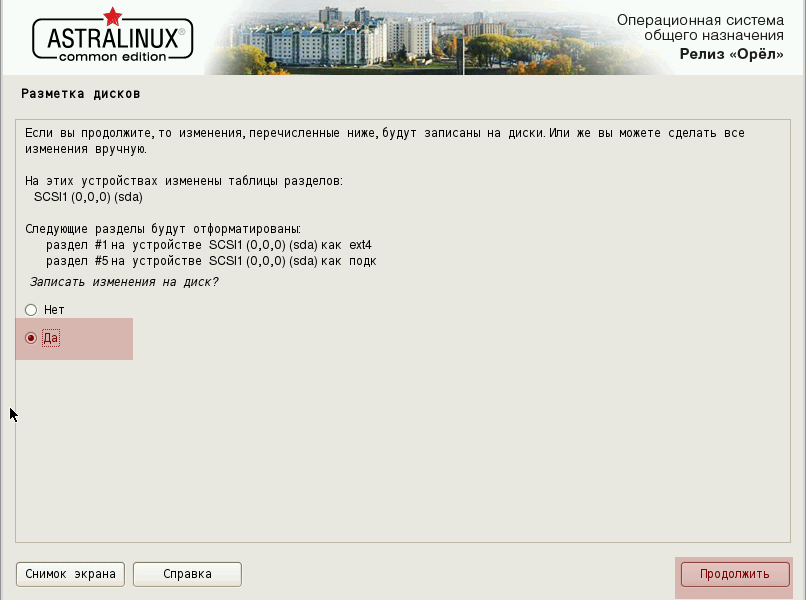 ASTRALINUX®
common edition
Операционная система
общего назначения
Релиз «Орёл»
Разметка дисков
Если вы продолжите, то изменения, перечисленные ниже, будут записаны на диски. Или же вы можете сделать все
изменения вручную.
На этих устройствах изменены таблицы разделов:
SCSI1 (0,0,0) (sda)
Следующие разделы будут отформатированы:
раздел #1 на устройстве SCSI1 (0,0,0) (sda) как ext4
раздел #5 на устройстве SCSI1 (0,0,0) (sda) как подк
Записать изменения на диск?
Нет
Да
Снимок экрана
Справка
Продолжить